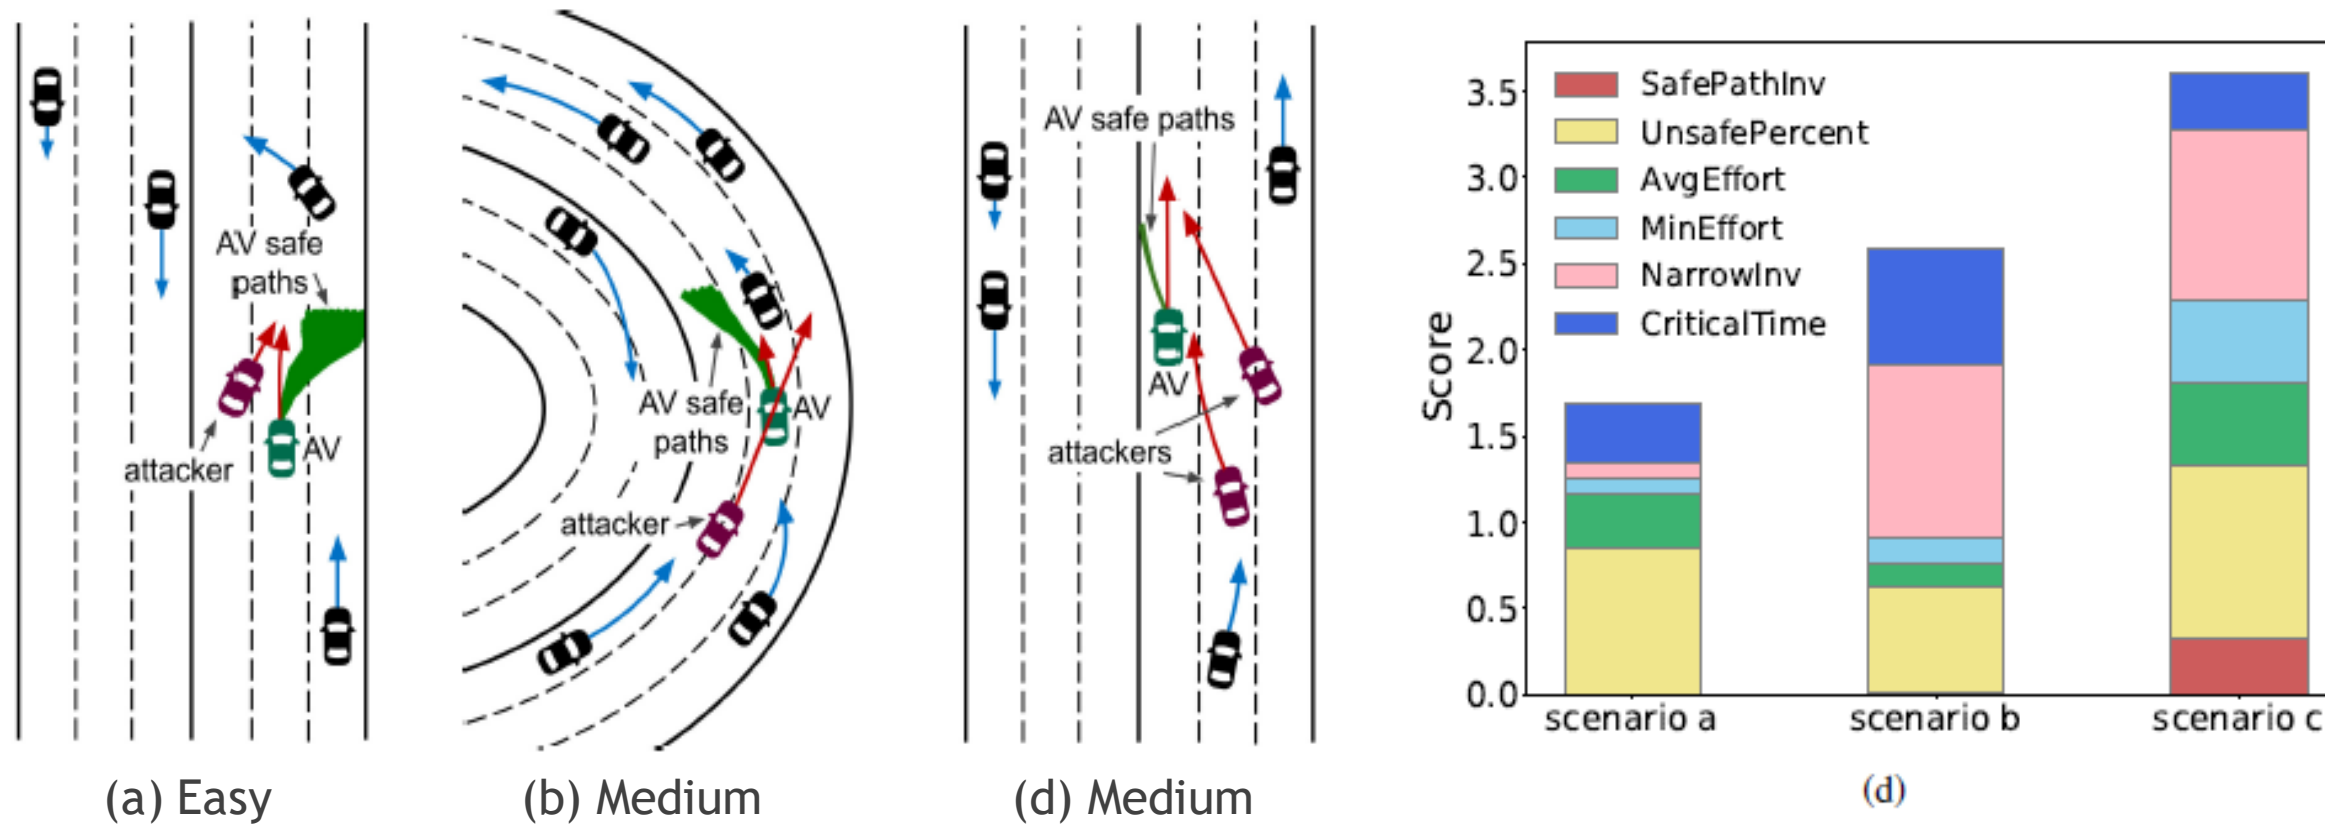 AV safe
paths
attacker
AV
(a) Easy
AV safe
paths
AV
attacker
(b) Medium
AV safe paths
AV
attackers
(d) Medium
Score
3.5
3.0
2.5
2.0
1.5
1.0
0.5
0.0
SafePathInv
UnsafePercent
AvgEffort
MinEffort
NarrowInv
CriticalTime
scenario a
scenario b
scenario c
(d)